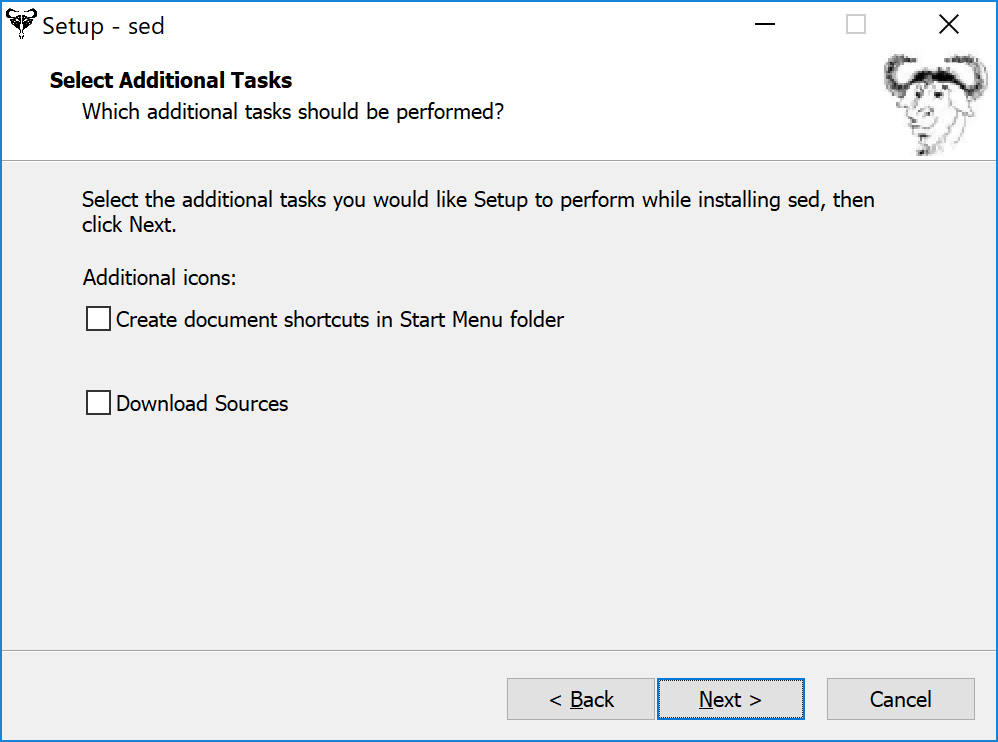 Setup - sed
Select Additional Tasks
Which additional tasks should be performed?
Select the additional tasks you would like Setup to perform while installing sed, then
click Next.
Additional icons:
Create document shortcuts in Start Menu folder
Download Sources
< Back
Next >
Cancel